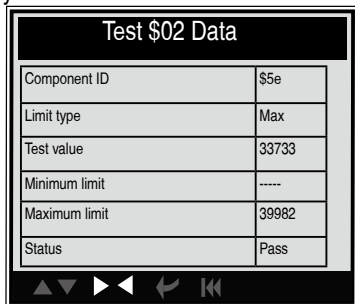 Test $02 Data
Component ID $5e
Limit type Max
Test value 33733
Minimum limit -----
Maximum limit 39982
Status Pass